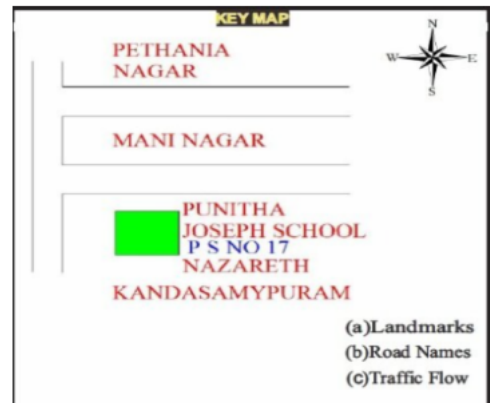 KEY MAP
N
W E
S
PETHANIA
NAGAR
MANI NAGAR
PUNITHA
JOSEPH SCHOOL
P S NO 17
NAZARETH
KANDASAMYPURAM
(a)Landmarks
(b)Road Names
(c)Traffic Flow